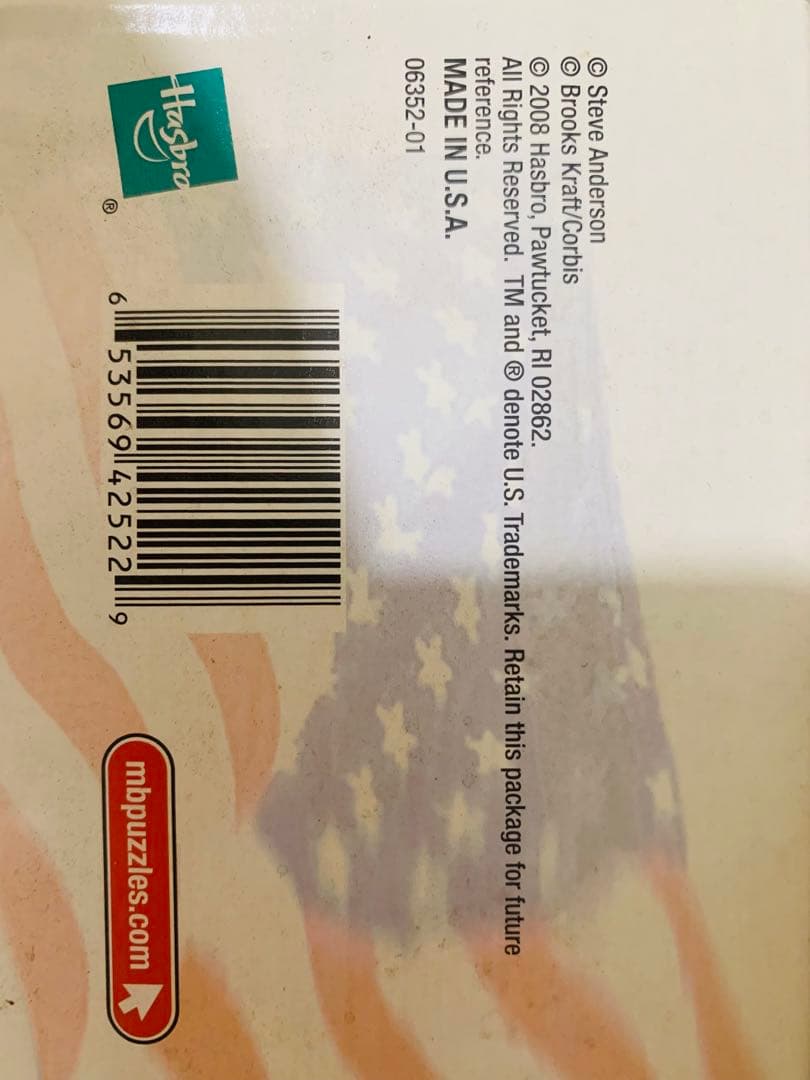 © Steve Anderson
© Brooks Kraft/Corbis
© 2008 Hasbro, Pawtucket, RI 02862.
All Rights Reserved. TM and ® denote U.S. Trademarks. Retain this package for future
reference.
MADE IN U.S.A.
06352-01
Hasbro
®
6 53569 42522 9
mbpuzzles.com